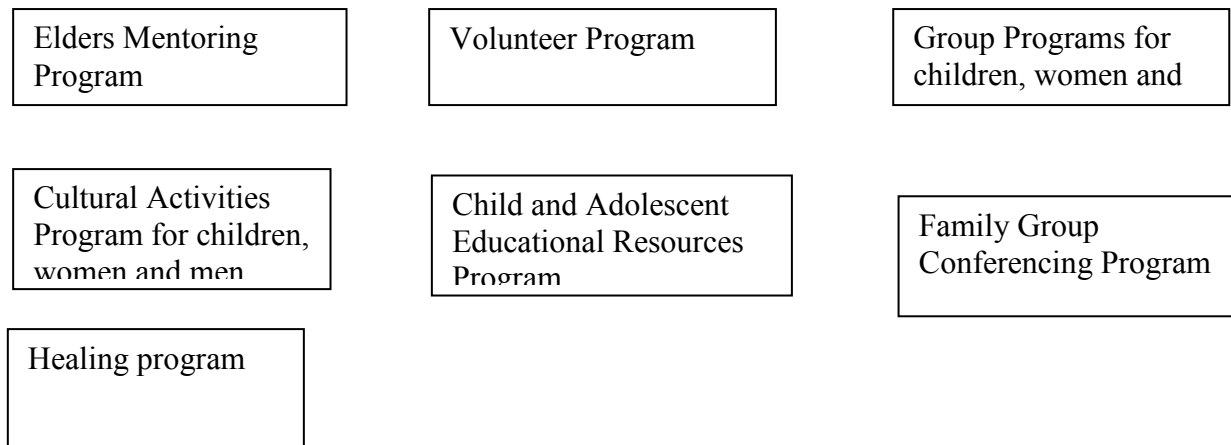 Elders Mentoring
Program
Volunteer Program
Group Programs for
children, women and
Cultural Activities
Program for children,
women and men
Child and Adolescent
Educational Resources
Program
Family Group
Conferencing Program
Healing program